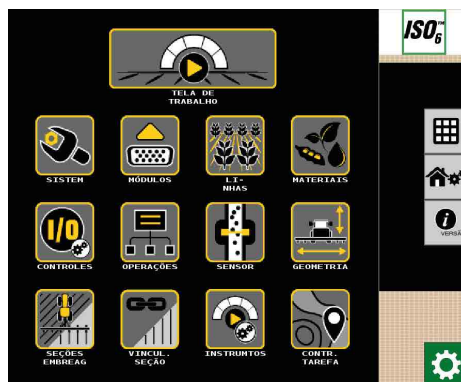 ISO™
6
TELA DE
TRABALHO
SISTEM
MÓDULOS
LI-
NHAS
MATERIAIS
I/O
CONTROLES
OPERAÇÕES
SENSOR
GEOMETRIA
VERSÃ
SEÇÕES
EMBREAG
VINCUL.
SEÇÃO
INSTRUMTOS
CONTR.
TAREFA